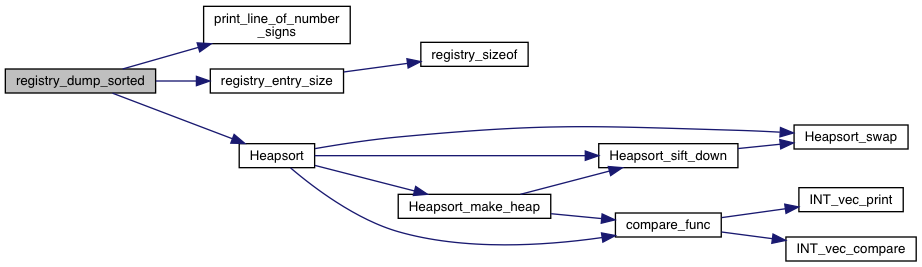 print_line_of_number
_signs
registry_dump_sorted
registry_entry_size
registry_sizeof
Heapsort
Heapsort_swap
Heapsort_sift_down
Heapsort_make_heap
compare_func
INT_vec_print
INT_vec_compare